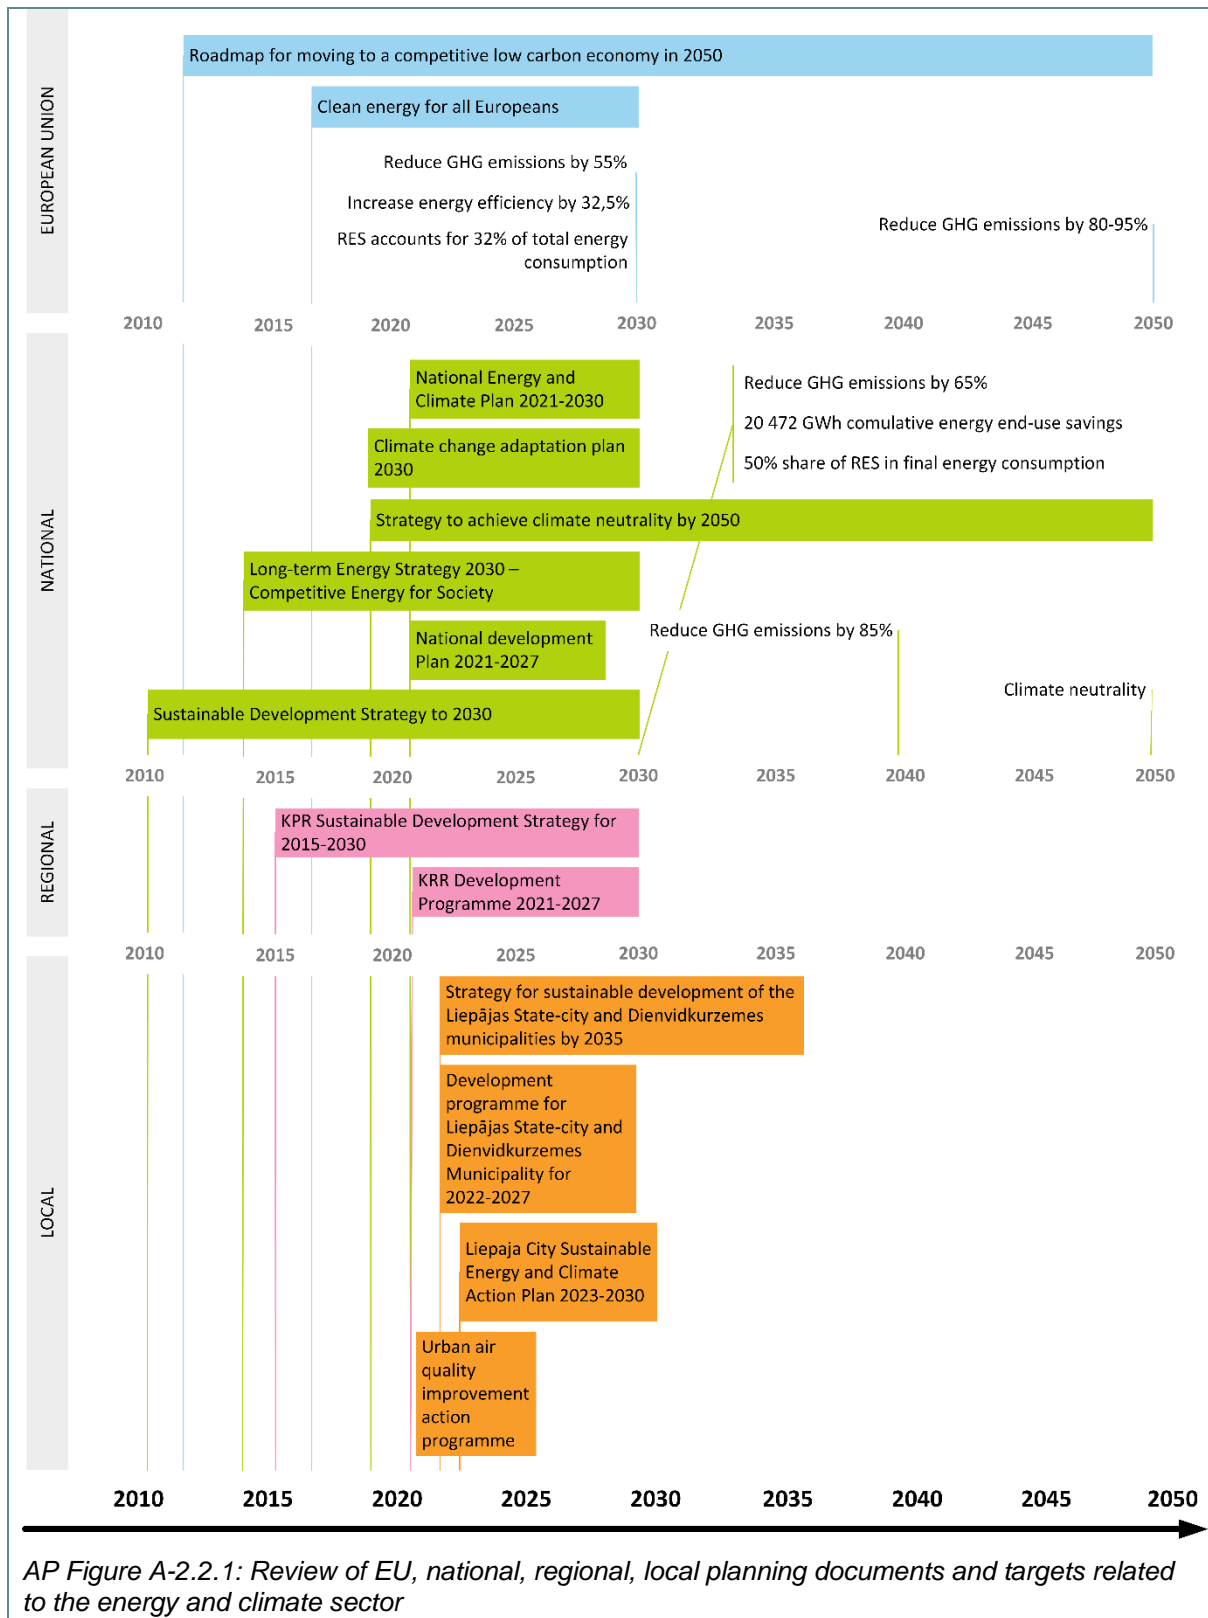 EUROPEAN UNION
Roadmap for moving to a competitive low carbon economy in 2050
Clean energy for all Europeans
Reduce GHG emissions by 55%
Increase energy efficiency by 32,5%
RES accounts for 32% of total energy
consumption
Reduce GHG emissions by 80-95%
2010 2015 2020 2025 2030 2035 2040 2045 2050
NATIONAL
National Energy and
Climate Plan 2021-2030
Climate change adaptation plan
2030
Reduce GHG emissions by 65%
20 472 GWh comulative energy end-use savings
50% share of RES in final energy consumption
Strategy to achieve climate neutrality by 2050
Long-term Energy Strategy 2030 –
Competitive Energy for Society
National development
Plan 2021-2027
Reduce GHG emissions by 85%
Climate neutrality
Sustainable Development Strategy to 2030
2010 2015 2020 2025 2030 2035 2040 2045 2050
REGIONAL
KPR Sustainable Development Strategy for
2015-2030
KRR Development
Programme 2021-2027
2010 2015 2020 2025 2030 2035 2040 2045 2050
LOCAL
Strategy for sustainable development of the
Liepājas State-city and Dienvidkurzemes
municipalities by 2035
Development
programme for
Liepājas State-city and
Dienvidkurzemes
Municipality for
2022-2027
Liepaja City Sustainable
Energy and Climate
Action Plan 2023-2030
Urban air
quality
improvement
action
programme
2010 2015 2020 2025 2030 2035 2040 2045 2050
AP Figure A-2.2.1: Review of EU, national, regional, local planning documents and targets related
to the energy and climate sector